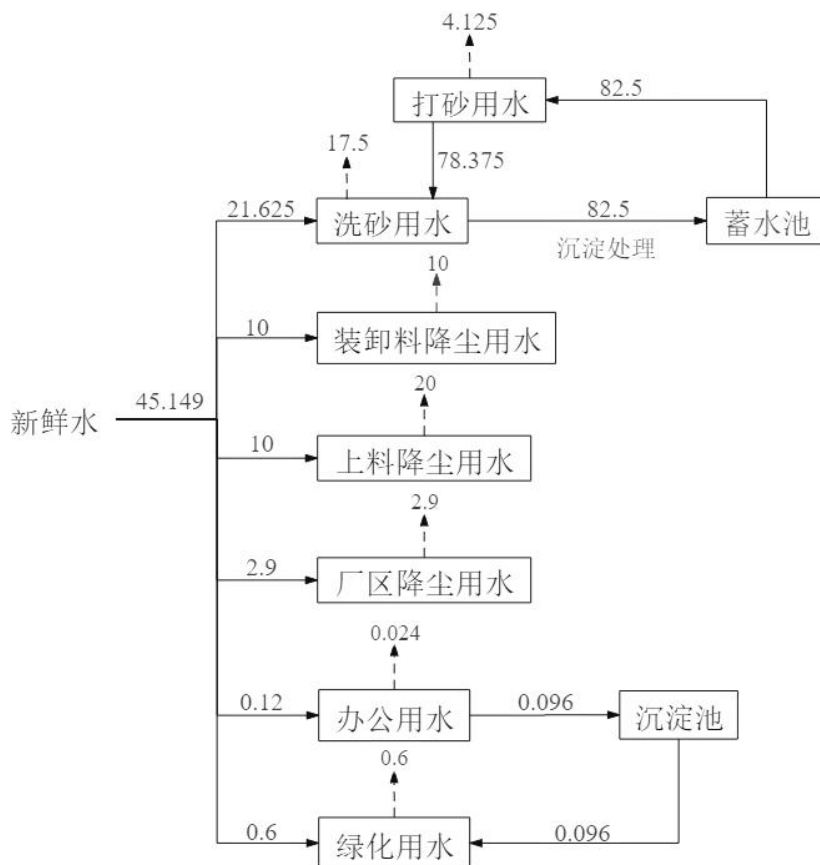 4.125
打砂用水
82.5
17.5
78.375
21.625
洗砂用水
82.5
蓄水池
沉淀处理
10
10
装卸料降尘用水
20
45.149
新鲜水
10
上料降尘用水
2.9
2.9
厂区降尘用水
0.024
0.12
办公用水
0.096
沉淀池
0.6
0.6
绿化用水
0.096